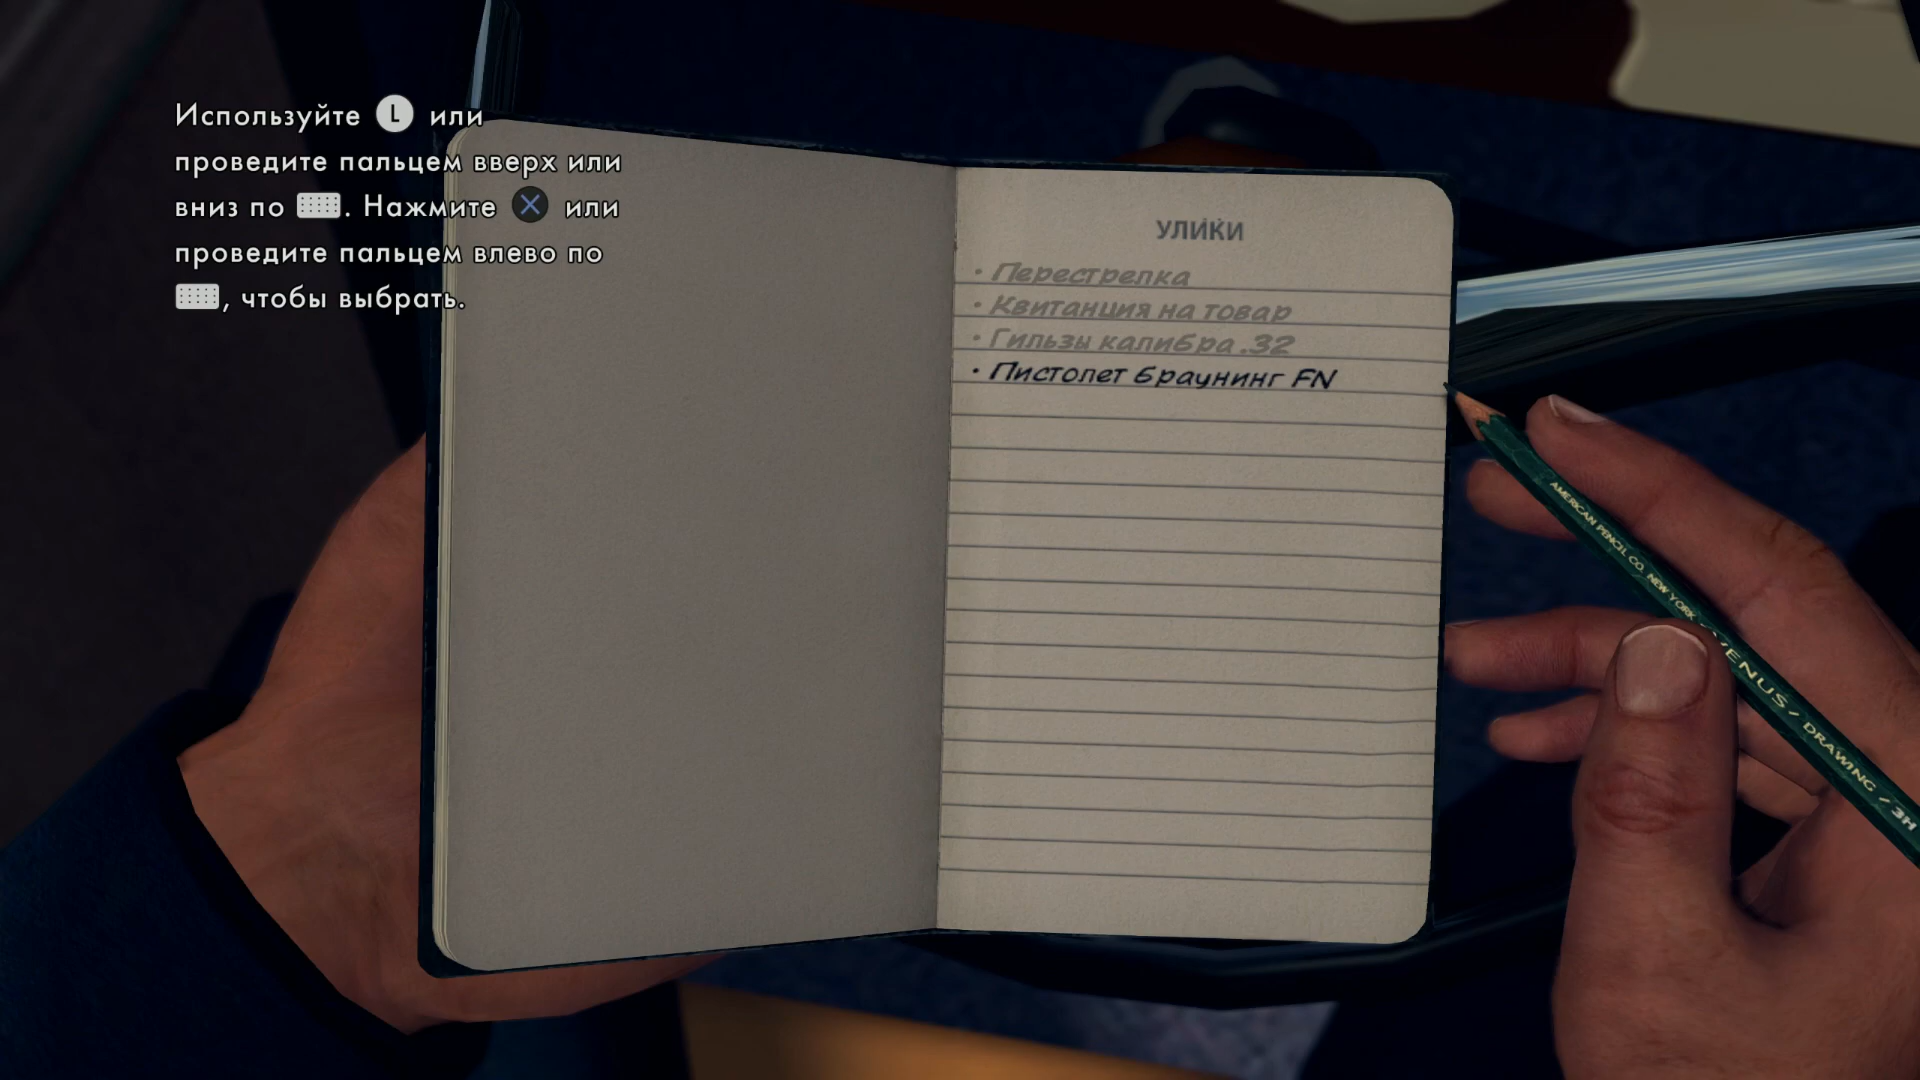 Используйте L или
проведите пальцем вверх или
вниз по . Нажмите X или
проведите пальцем влево по
, чтобы выбрать.
УЛИКИ
• Перестрелка
• Квитанция на товар
• Гильзы калибра .32
• Пистолет браунинг FN
AMERICAN PENCIL CO. NEW YORK VENUS / DRAWING / 3H